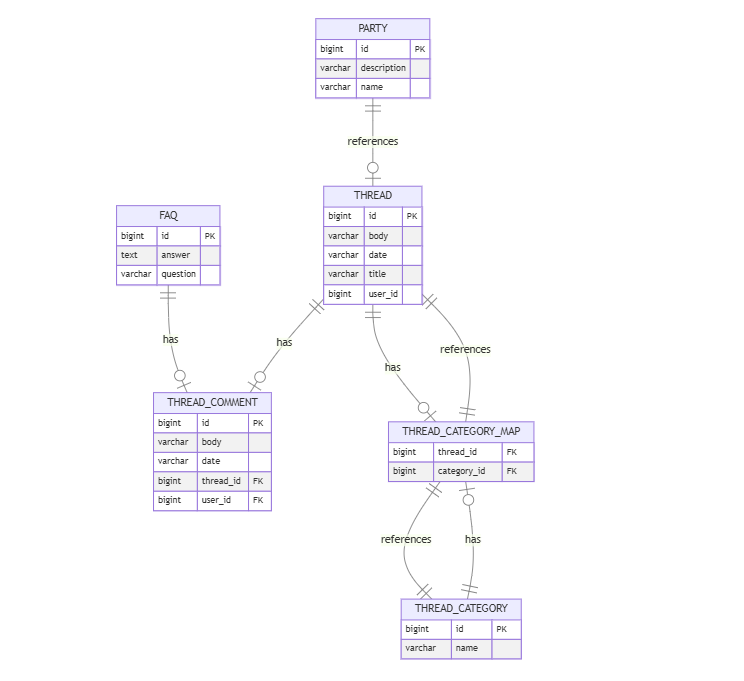 PARTY
bigint id PK
varchar description
varchar name
references
THREAD
bigint id PK
varchar body
varchar date
varchar title
bigint user_id
FAQ
bigint id PK
text answer
varchar question
has
has
has
references
THREAD_COMMENT
bigint id PK
varchar body
varchar date
bigint thread_id FK
bigint user_id FK
THREAD_CATEGORY_MAP
bigint thread_id FK
bigint category_id FK
references
has
THREAD_CATEGORY
bigint id PK
varchar name